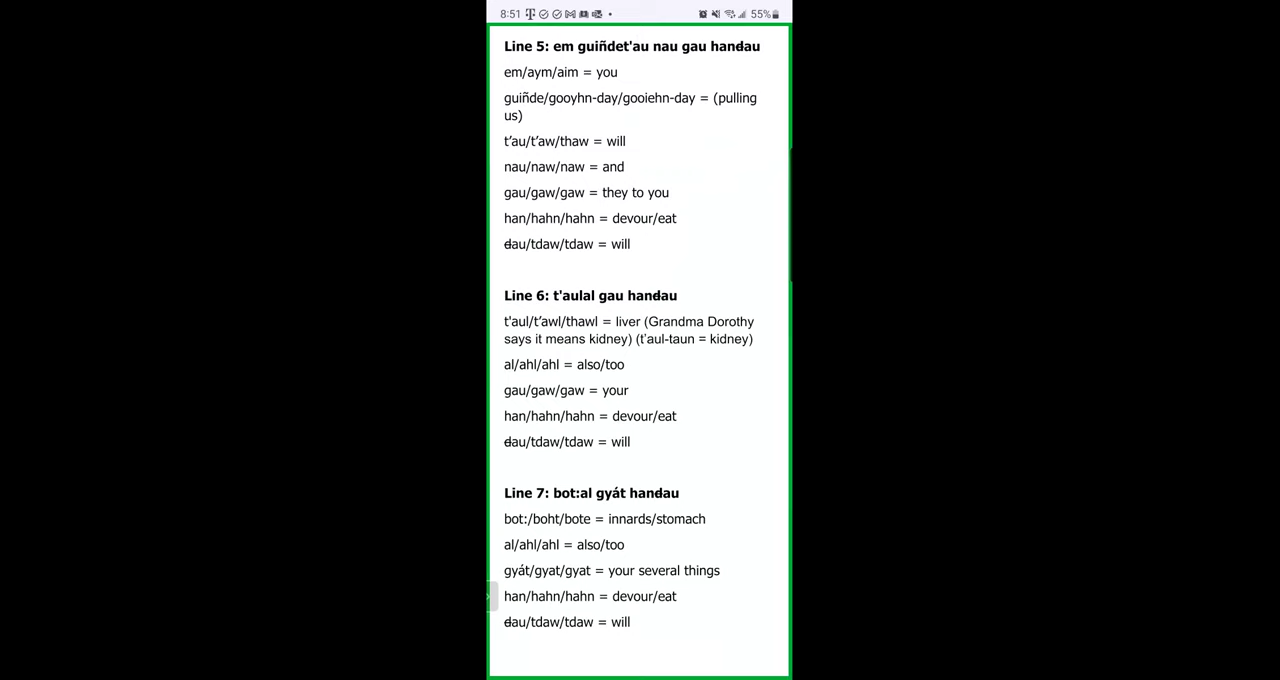 8:51 55%
Line 5: em guiñdet'au nau gau hanđau
em/aym/aim = you
guiñde/gooyhn-day/gooiehn-day = (pulling
us)
t’au/t’aw/thaw = will
nau/naw/naw = and
gau/gaw/gaw = they to you
han/hahn/hahn = devour/eat
đau/tdaw/tdaw = will
Line 6: t'aulal gau hanđau
t'aul/t’awl/thawl = liver (Grandma Dorothy
says it means kidney) (t’aul-taun = kidney)
al/ahl/ahl = also/too
gau/gaw/gaw = your
han/hahn/hahn = devour/eat
đau/tdaw/tdaw = will
Line 7: bot:al gyát hanđau
bot:/boht/bote = innards/stomach
al/ahl/ahl = also/too
gyát/gyat/gyat = your several things
han/hahn/hahn = devour/eat
đau/tdaw/tdaw = will